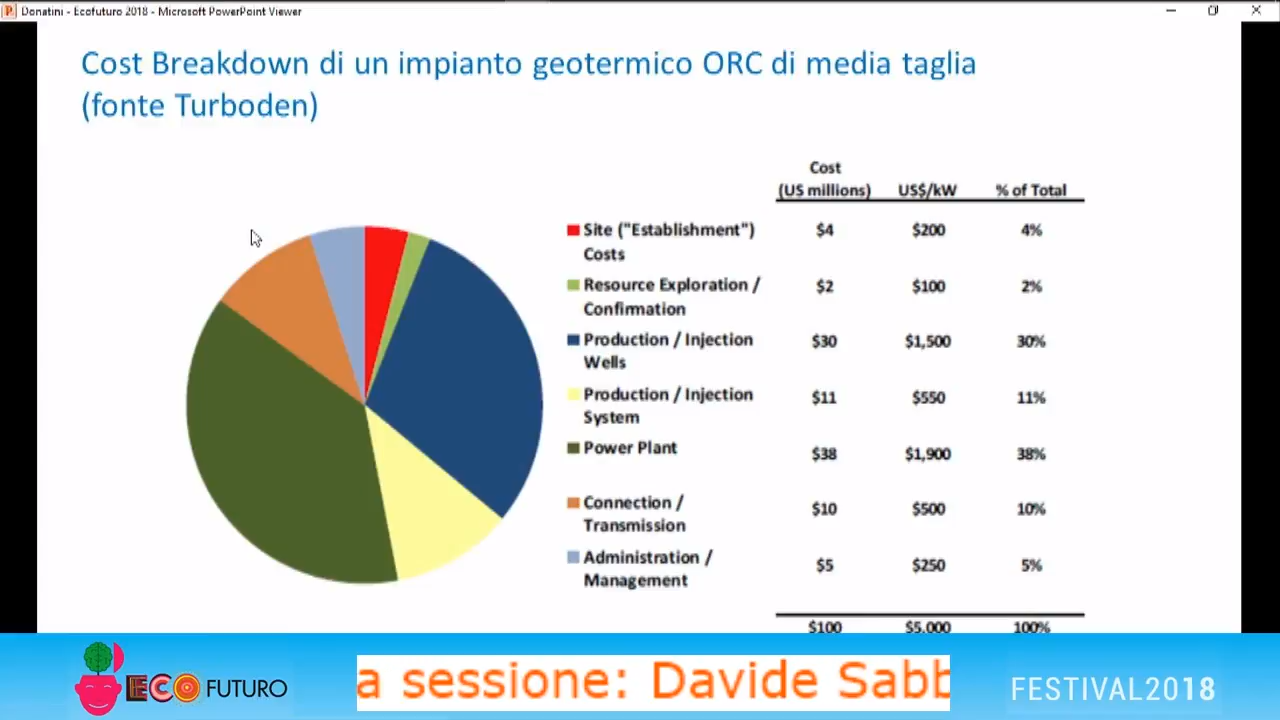 Donatini - Ecofuturo 2018 - Microsoft PowerPoint Viewer
Cost Breakdown di un impianto geotermico ORC di media taglia
(fonte Turboden)
Cost
(US millions) US$/kW % of Total
Site ("Establishment")
Costs
$4 $200 4%
Resource Exploration /
Confirmation
$2 $100 2%
Production / Injection
Wells
$30 $1,500 30%
Production / Injection
System
$11 $550 11%
Power Plant
$38 $1,900 38%
Connection /
Transmission
$10 $500 10%
Administration /
Management
$5 $250 5%
$100 $5,000 100%
ECO FUTURO
a sessione: Davide Sabb
FESTIVAL2018